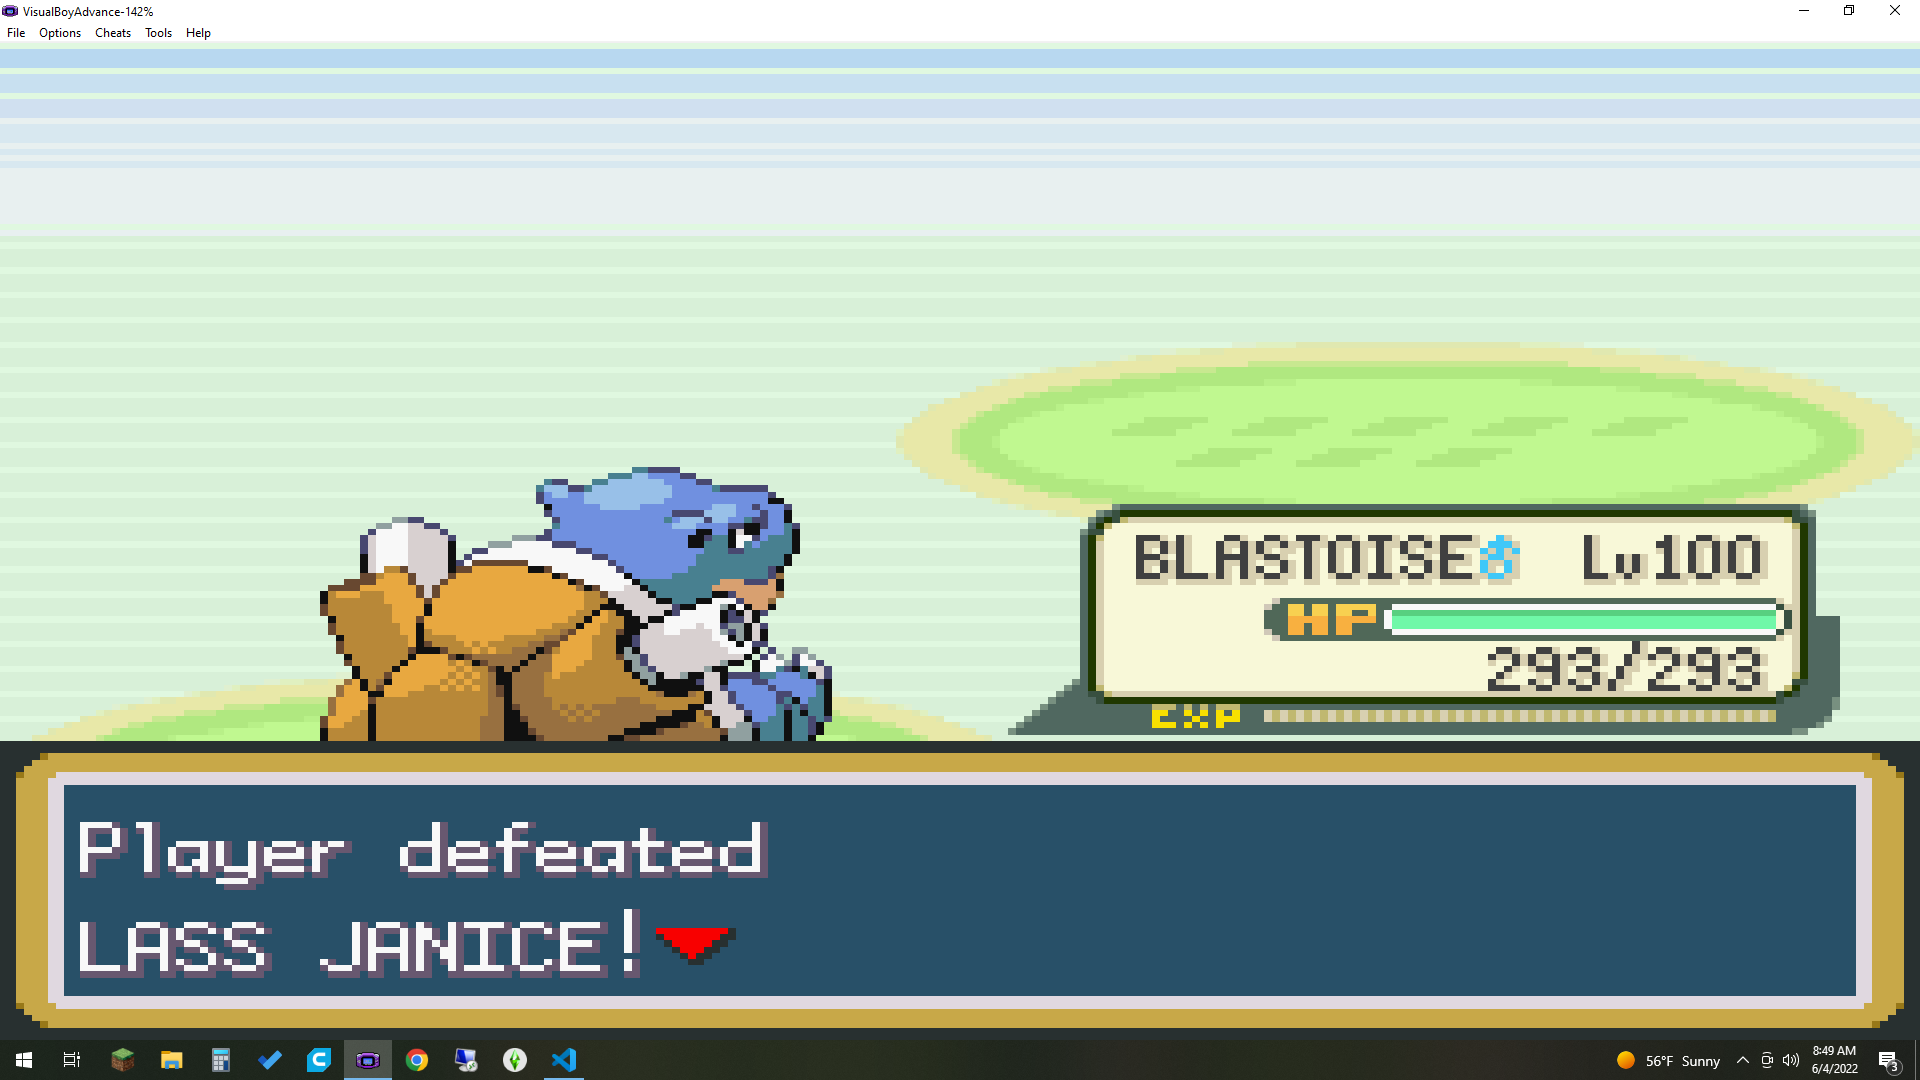 VisualBoyAdvance-142%
File Options Cheats Tools Help
BLASTOISE♂ Lv100
HP
293/293
EXP
Player defeated
LASS JANICE!
56°F Sunny
8:49 AM
6/4/2022
3